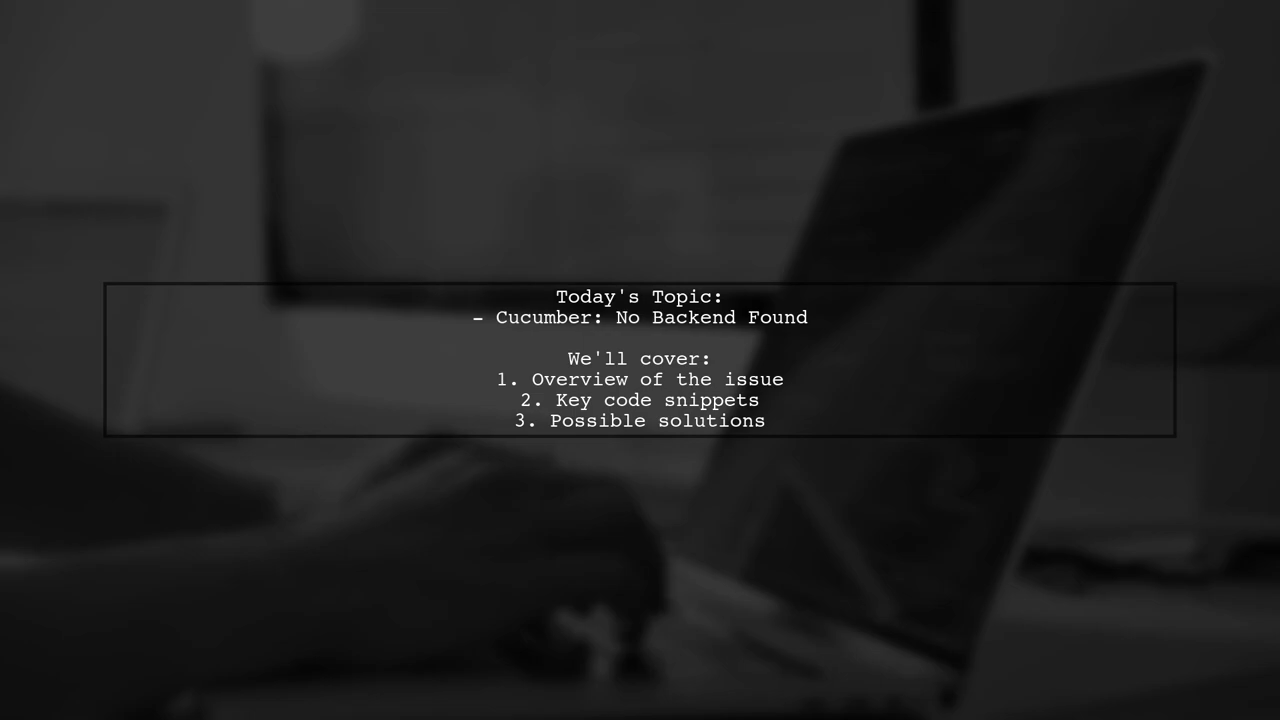 Today's Topic:
- Cucumber: No Backend Found
We'll cover:
1. Overview of the issue
2. Key code snippets
3. Possible solutions